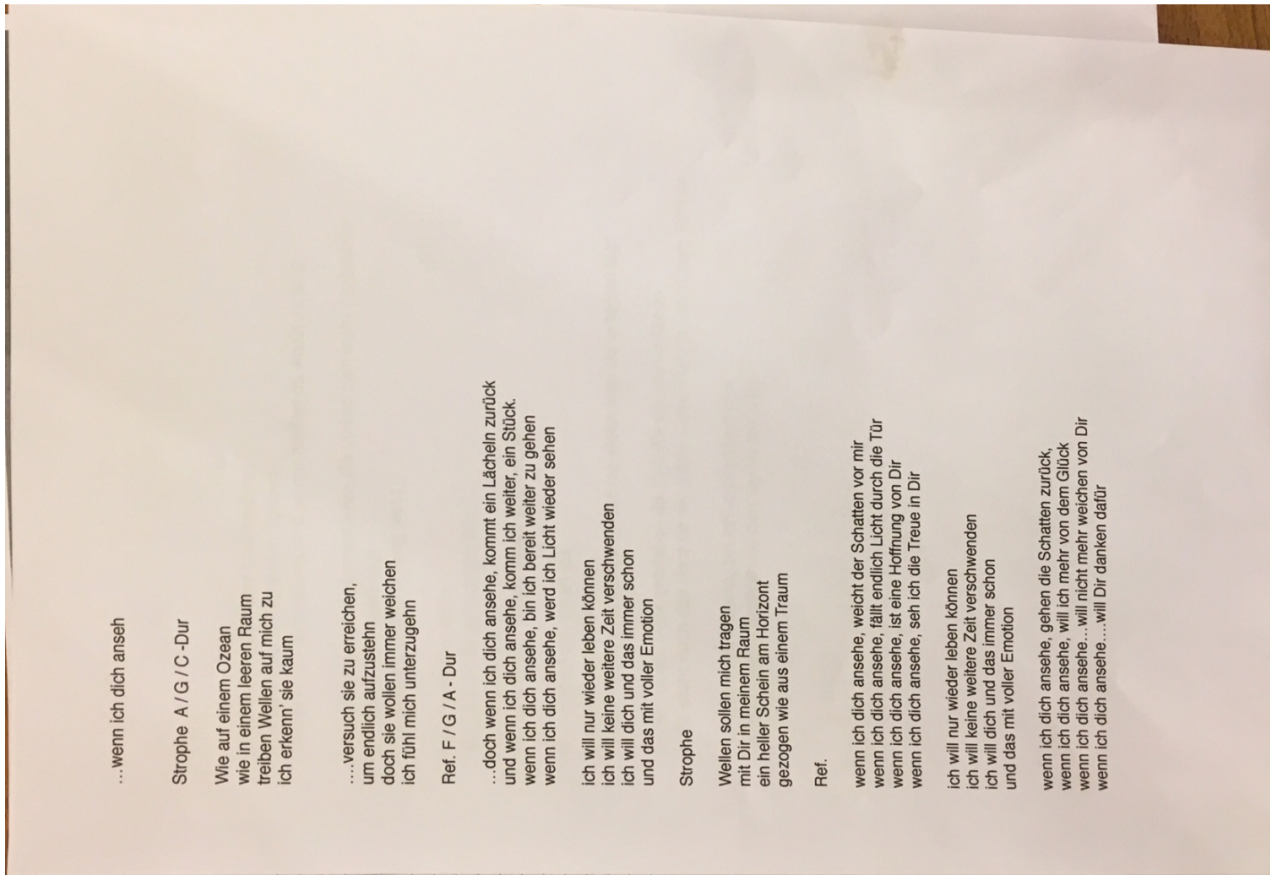 ...wenn ich dich anseh
Strophe A / G / C -Dur
Wie auf einem Ozean
wie in einem leeren Raum
treiben Wellen auf mich zu
ich erkenn' sie kaum
....versuch sie zu erreichen,
um endlich aufzustehn
doch sie wollen immer weichen
ich fühl mich unterzugehn
Ref. F / G / A - Dur
...doch wenn ich dich ansehe, kommt ein Lächeln zurück
und wenn ich dich ansehe, komm ich weiter, ein Stück.
wenn ich dich ansehe, bin ich bereit weiter zu gehen
wenn ich dich ansehe, werd ich Licht wieder sehen
ich will nur wieder leben können
ich will keine weitere Zeit verschwenden
ich will dich und das immer schon
und das mit voller Emotion
Strophe
Wellen sollen mich tragen
mit Dir in meinem Raum
ein heller Schein am Horizont
gezogen wie aus einem Traum
Ref.
wenn ich dich ansehe, weicht der Schatten vor mir
wenn ich dich ansehe, fällt endlich Licht durch die Tür
wenn ich dich ansehe, ist eine Hoffnung von Dir
wenn ich dich ansehe, seh ich die Treue in Dir
ich will nur wieder leben können
ich will keine weitere Zeit verschwenden
ich will dich und das immer schon
und das mit voller Emotion
wenn ich dich ansehe, gehen die Schatten zurück,
wenn ich dich ansehe, will ich mehr von dem Glück
wenn ich dich ansehe...will nicht mehr weichen von Dir
wenn ich dich ansehe....will Dir danken dafür